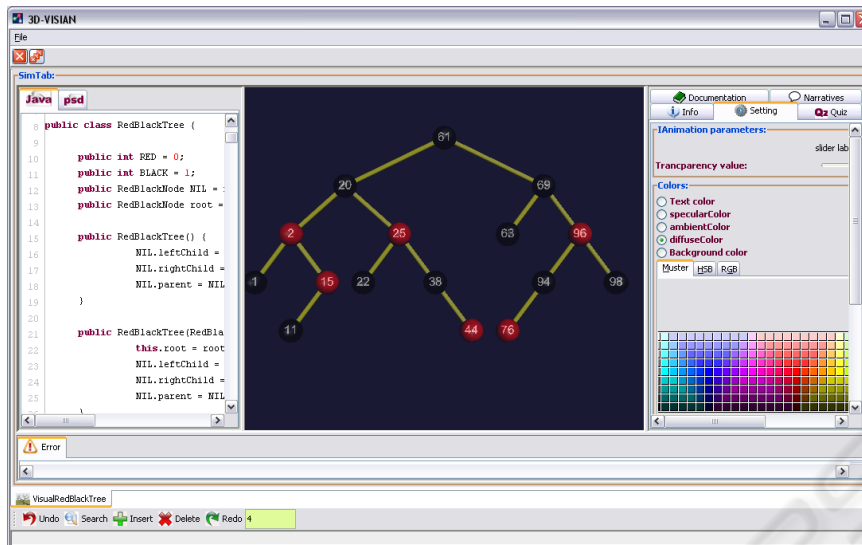 3D-VISIAN
File
SimTab:
Java psd
8 public class RedBlackTree {
9
10 public int RED = 0;
11 public int BLACK = 1;
12 public RedBlackNode NIL =
13 public RedBlackNode root =
14
15 public RedBlackTree() {
16 NIL.leftChild =
17 NIL.rightChild =
18 NIL.parent = NIL
19 }
20
21 public RedBlackTree(RedBla
22 this.root = root
23 NIL.leftChild =
24 NIL.rightChild =
25 NIL.parent = NIL
61
20 69
2 25 63 96
1 15 22 38 94 98
11 44 76
Documentation Narratives
Info Setting Qz Quiz
IAnimation parameters:
slider lab
Trancparency value:
Colors:
Text color
specularColor
ambientColor
diffuseColor
Background color
Muster HSB RGB
Error
VisualRedBlackTree
Undo Search Insert Delete Redo 4